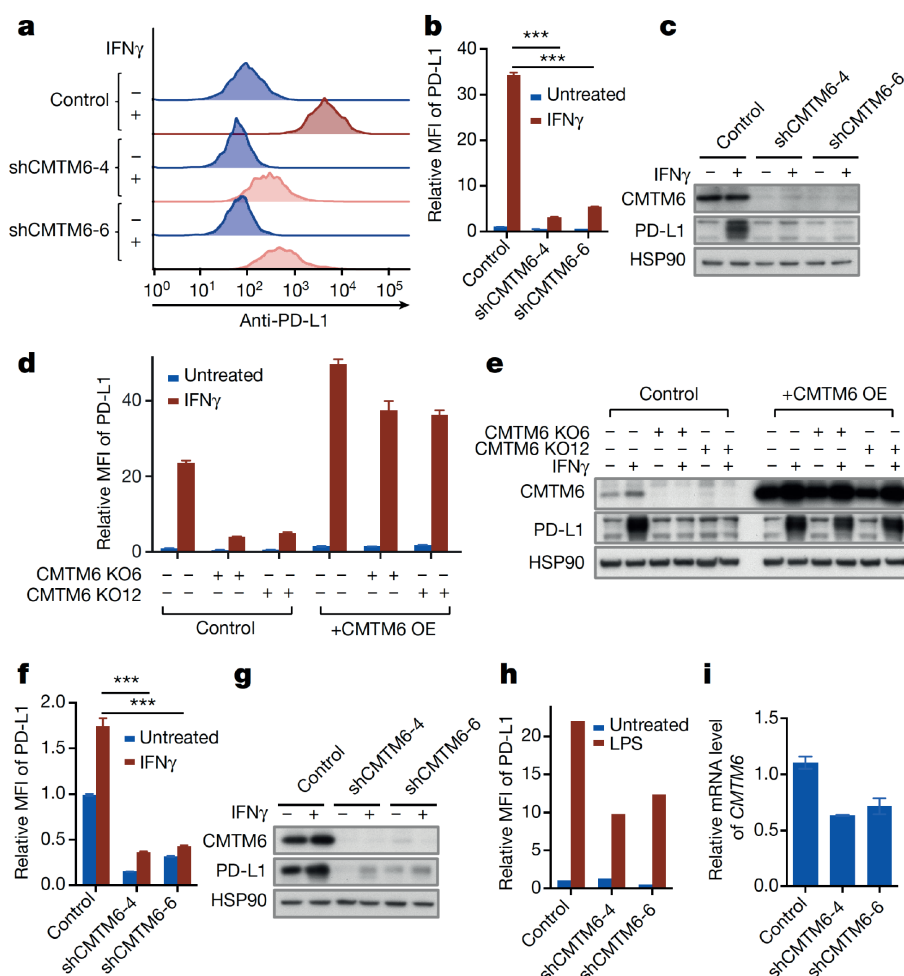 a
IFNγ
Control
−
+
shCMTM6-4
−
+
shCMTM6-6
−
+
10⁰ 10¹ 10² 10³ 10⁴ 10⁵
Anti-PD-L1
b
Relative MFI of PD-L1
40
30
20
10
0
***
***
Untreated
IFNγ
Control
shCMTM6-4
shCMTM6-6
c
Control
shCMTM6-4
shCMTM6-6
IFNγ − + − + − +
CMTM6
PD-L1
HSP90
d
Relative MFI of PD-L1
40
20
0
Untreated
IFNγ
CMTM6 KO6 − − + + − − − − + + − −
CMTM6 KO12 − − − − + + − − − − + +
Control
+CMTM6 OE
e
Control
+CMTM6 OE
CMTM6 KO6 − − + + − − − − + + − −
CMTM6 KO12 − − − − + + − − − − + +
IFNγ − + − + − + − + − + − +
CMTM6
PD-L1
HSP90
f
Relative MFI of PD-L1
2.0
1.5
1.0
0.5
0
***
***
Untreated
IFNγ
Control
shCMTM6-4
shCMTM6-6
g
Control
shCMTM6-4
shCMTM6-6
IFNγ − + − + − +
CMTM6
PD-L1
HSP90
h
Relative MFI of PD-L1
25
20
15
10
5
0
Untreated
LPS
Control
shCMTM6-4
shCMTM6-6
i
Relative mRNA level
of CMTM6
1.5
1.0
0.5
0.0
Control
shCMTM6-4
shCMTM6-6